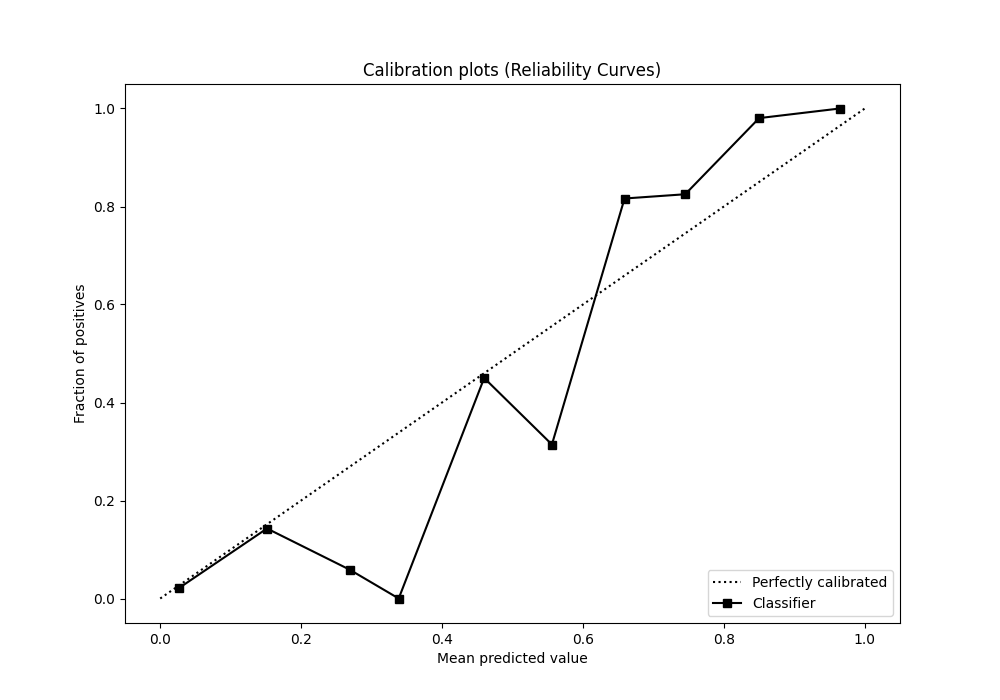 Calibration plots (Reliability Curves)
1.0
0.8
0.6
0.4
0.2
0.0
Fraction of positives
0.0 0.2 0.4 0.6 0.8 1.0
Mean predicted value
Perfectly calibrated
Classifier